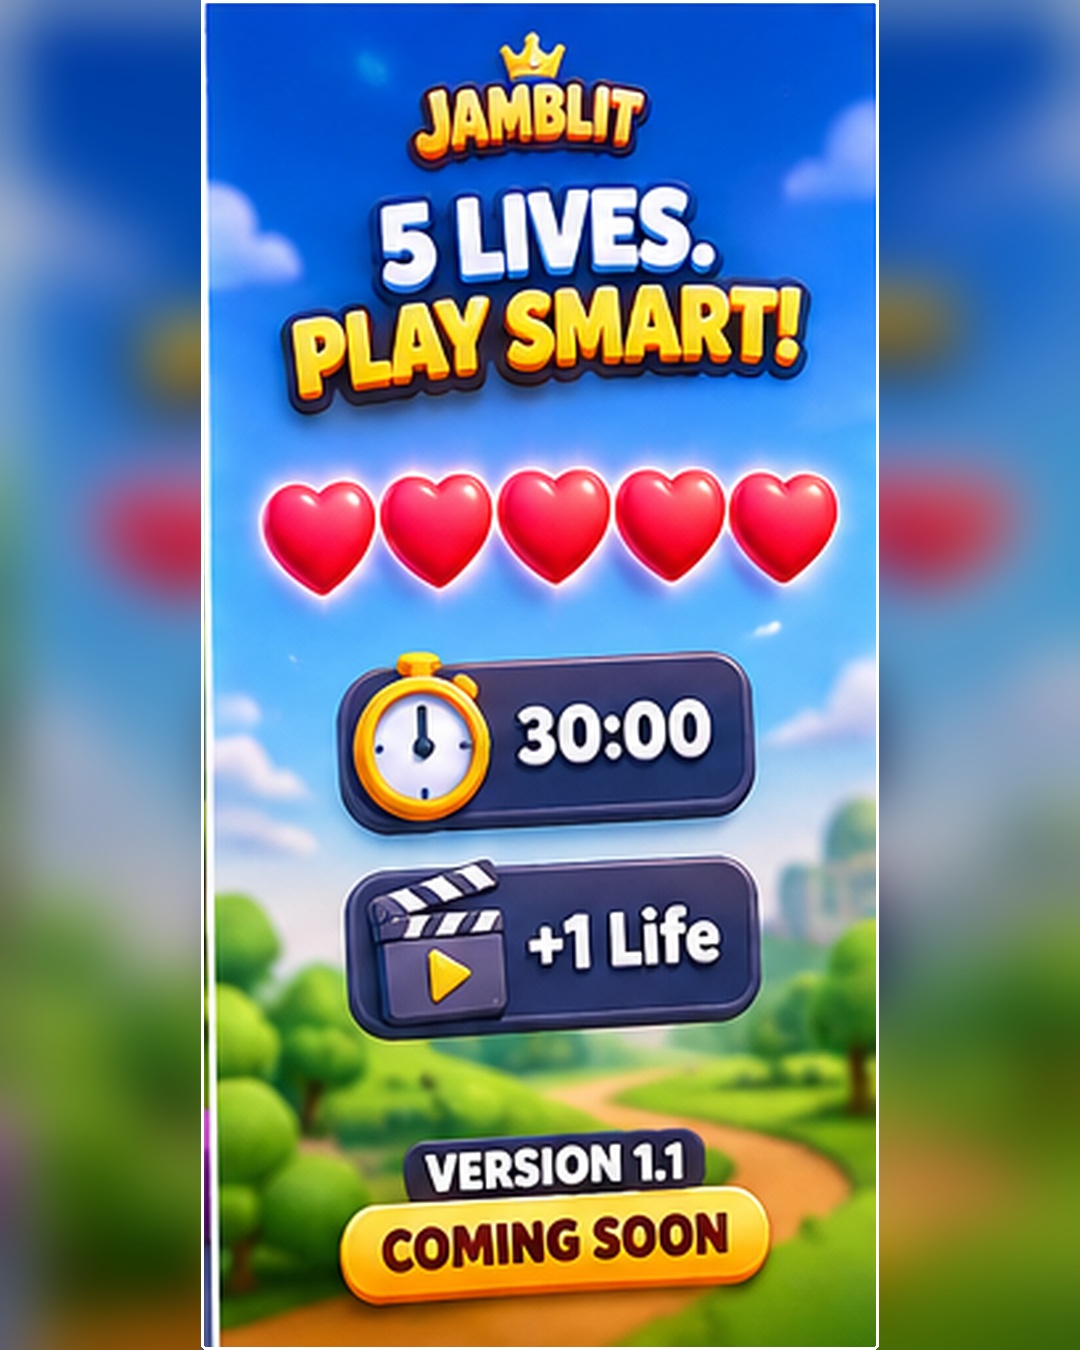 JAMBLIT
5 LIVES.
PLAY SMART!
30:00
+1 Life
VERSION 1.1
COMING SOON